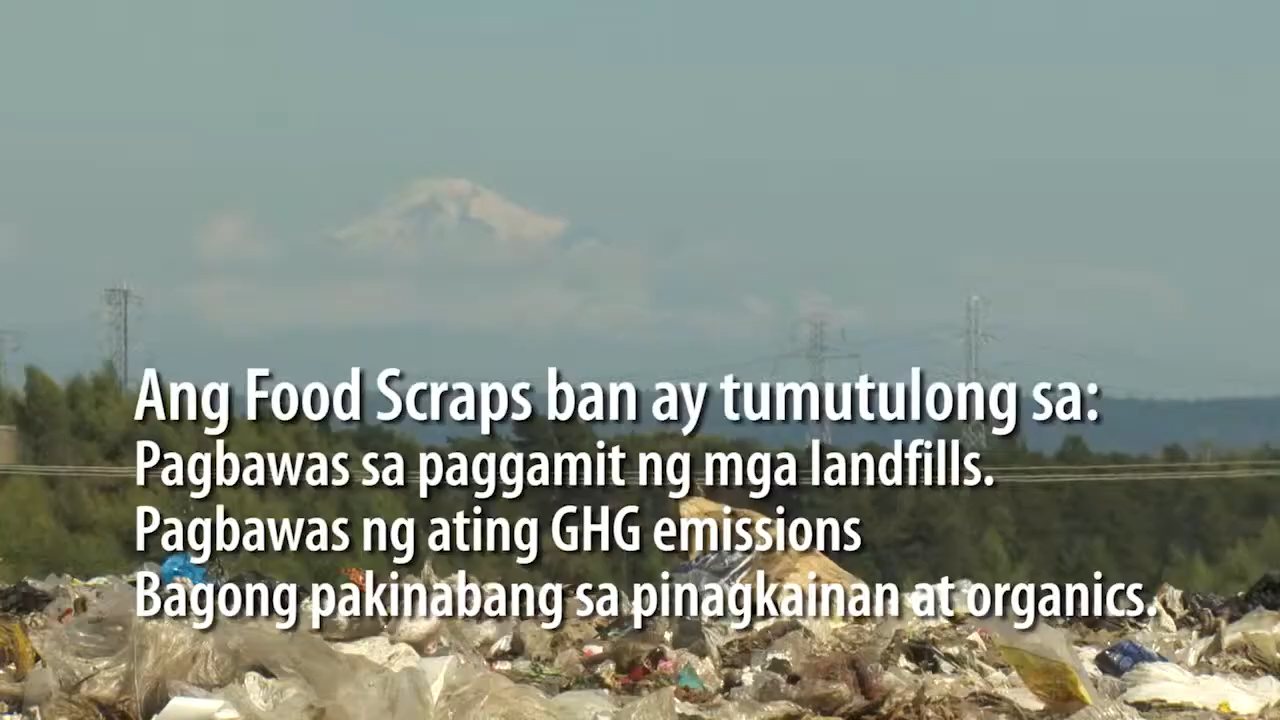 Ang Food Scraps ban ay tumutulong sa:
Pagbawas sa paggamit ng mga landfills.
Pagbawas ng ating GHG emissions
Bagong pakinabang sa pinagkainan at organics.